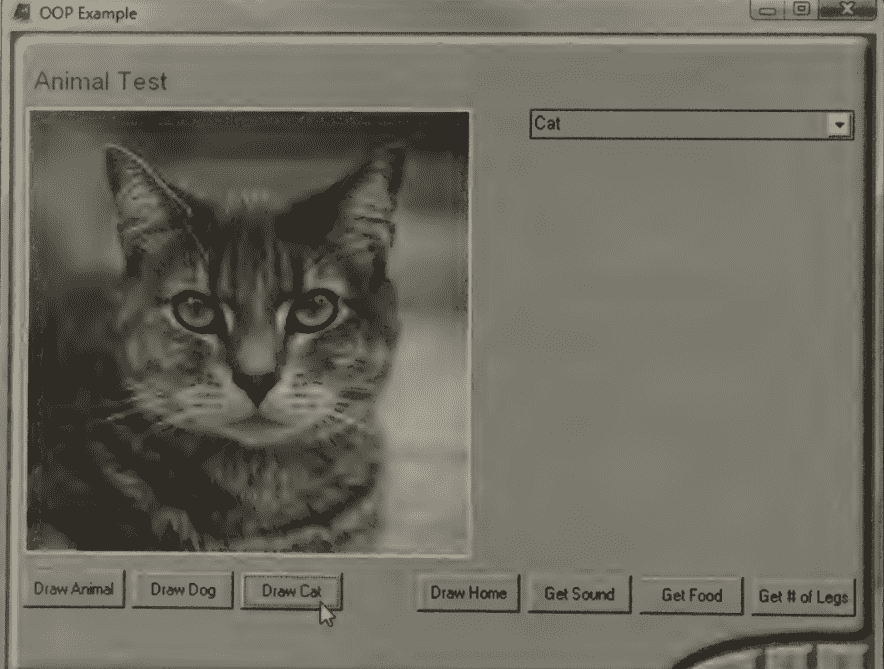 OOP Example
Animal Test
Cat
Draw Animal Draw Dog Draw Cat Draw Home Get Sound Get Food Get # of Legs